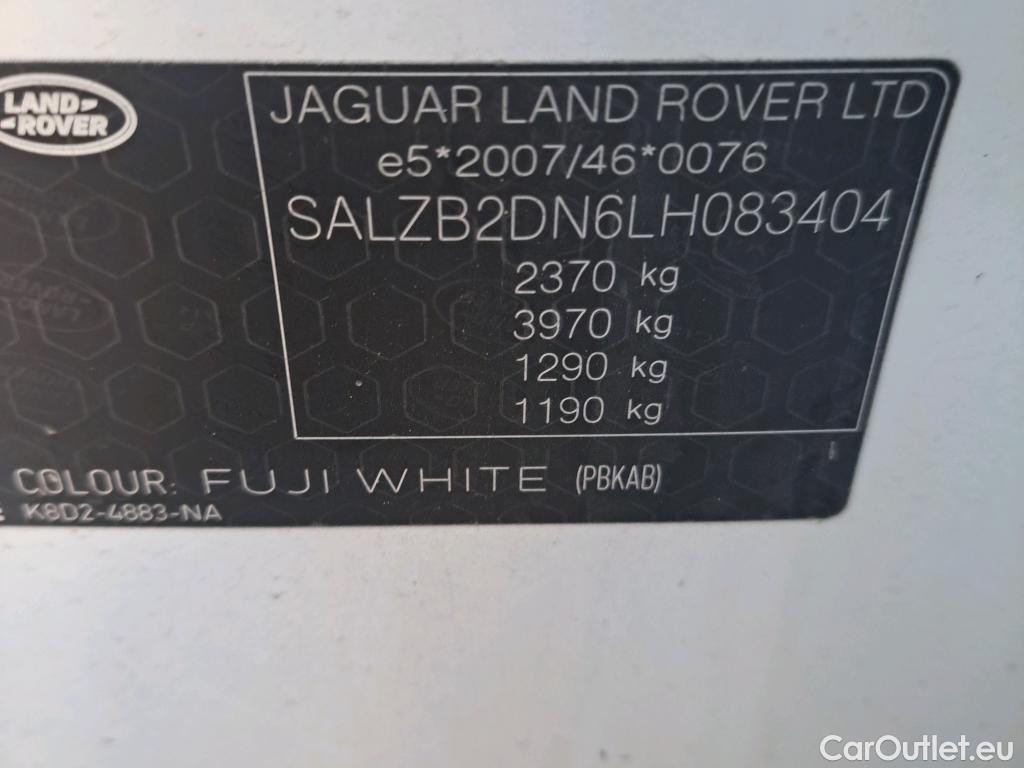 LAND-
-ROVER
JAGUAR LAND ROVER LTD
e5*2007/46*0076
SALZB2DN6LH083404
2370 kg
3970 kg
1290 kg
1190 kg
COLOUR: FUJI WHITE (PBKAB)
K8D2-4883-NA
CarOutlet.eu